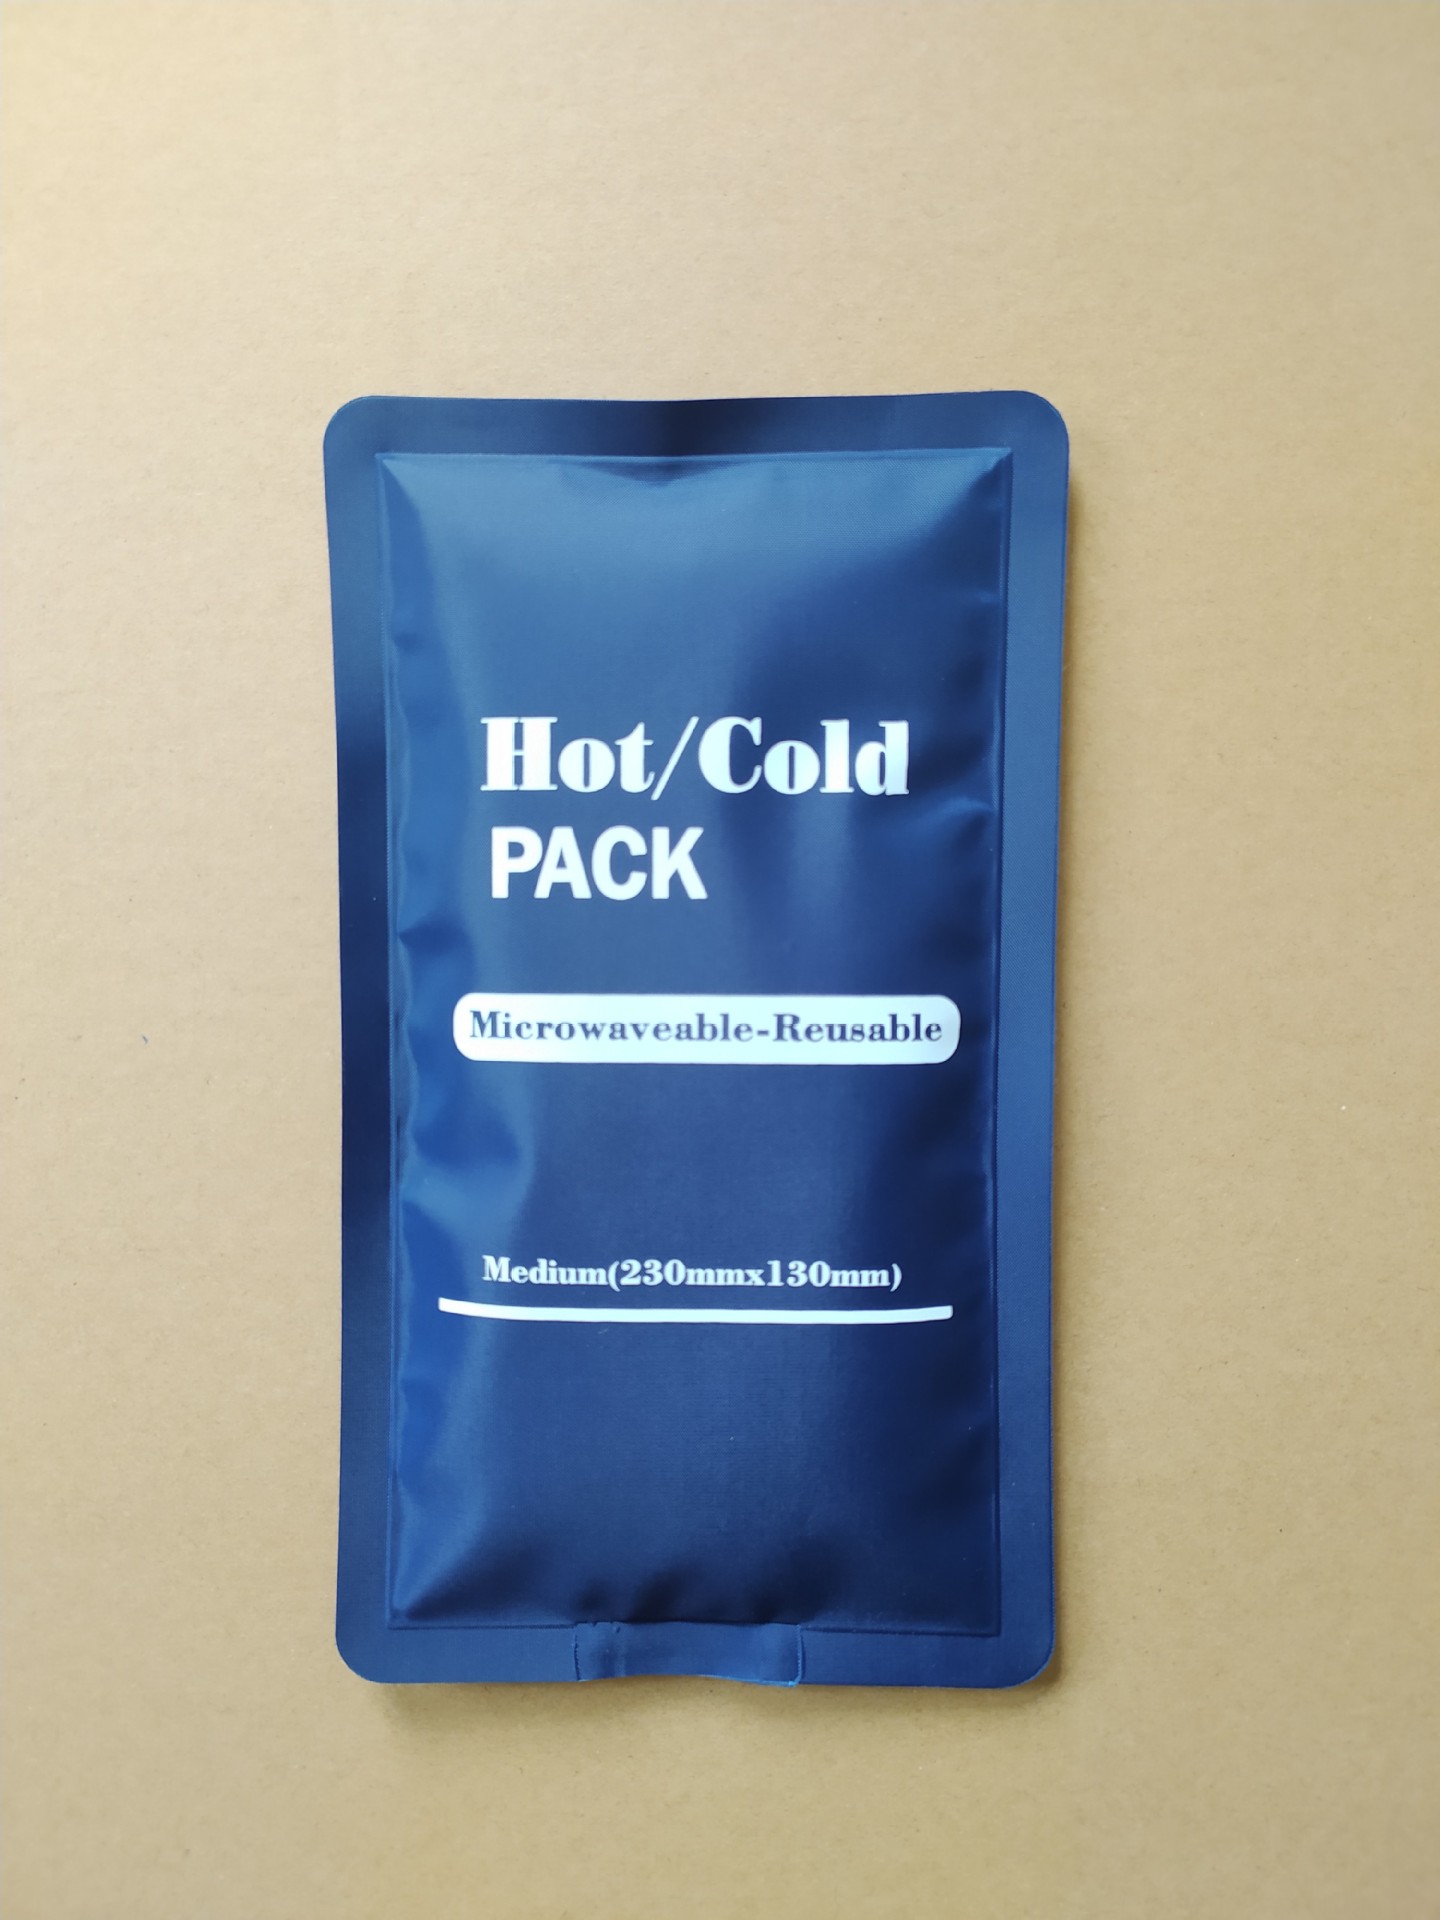 Hot/Cold
PACK
Microwaveable-Reusable
Medium(230mmx130mm)